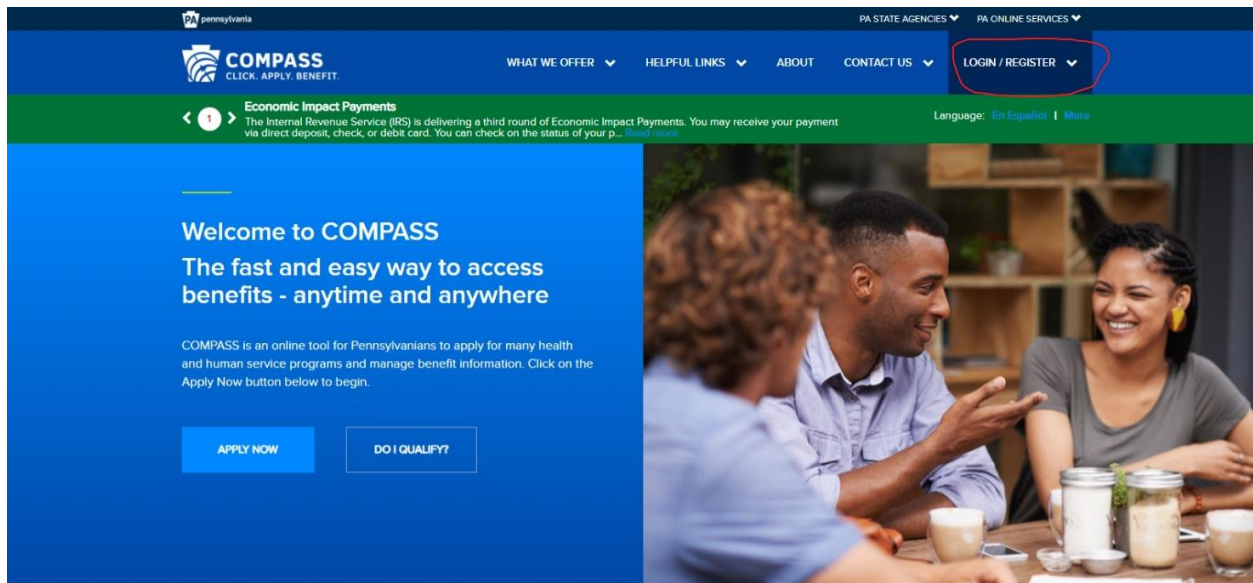 PA pennsylvania
PA STATE AGENCIES
PA ONLINE SERVICES
COMPASS
CLICK. APPLY. BENEFIT.
WHAT WE OFFER
HELPFUL LINKS
ABOUT
CONTACT US
LOGIN / REGISTER
1
Economic Impact Payments
The Internal Revenue Service (IRS) is delivering a third round of Economic Impact Payments. You may receive your payment
via direct deposit, check, or debit card. You can check on the status of your p... Read more
Language: En Español | More
Welcome to COMPASS
The fast and easy way to access
benefits - anytime and anywhere
COMPASS is an online tool for Pennsylvanians to apply for many health
and human service programs and manage benefit information. Click on the
Apply Now button below to begin.
APPLY NOW
DO I QUALIFY?